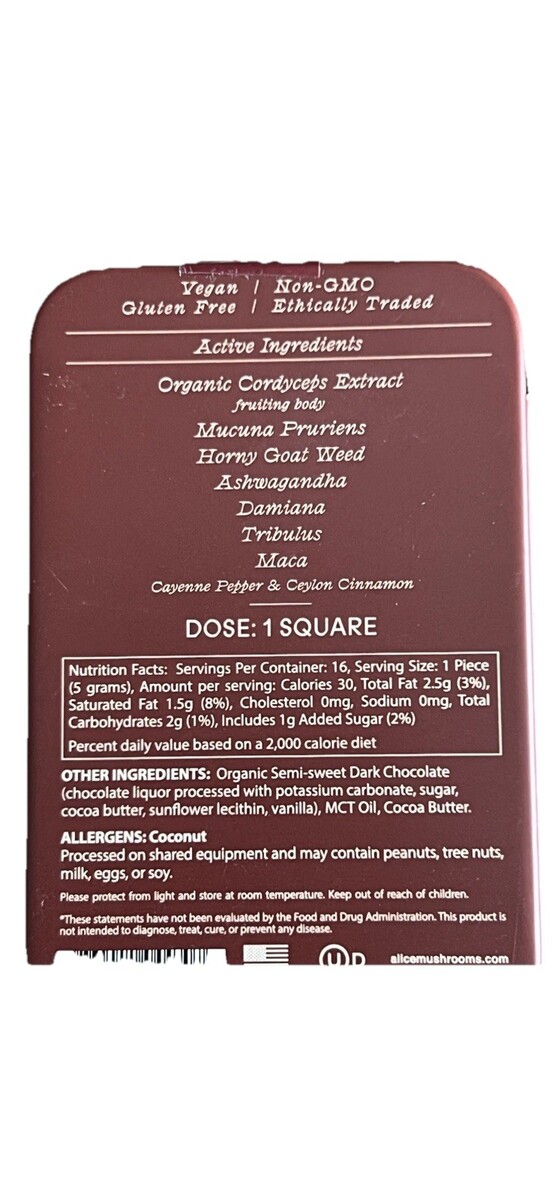 Vegan | Non-GMO
Gluten Free | Ethically Traded
Active Ingredients
Organic Cordyceps Extract
fruiting body
Mucuna Pruriens
Horny Goat Weed
Ashwagandha
Damiana
Tribulus
Maca
Cayenne Pepper & Ceylon Cinnamon
DOSE: 1 SQUARE
Nutrition Facts: Servings Per Container: 16, Serving Size: 1 Piece
(5 grams), Amount per serving: Calories 30, Total Fat 2.5g (3%),
Saturated Fat 1.5g (8%), Cholesterol 0mg, Sodium 0mg, Total
Carbohydrates 2g (1%), Includes 1g Added Sugar (2%)
Percent daily value based on a 2,000 calorie diet
OTHER INGREDIENTS: Organic Semi-sweet Dark Chocolate
(chocolate liquor processed with potassium carbonate, sugar,
cocoa butter, sunflower lecithin, vanilla), MCT Oil, Cocoa Butter.
ALLERGENS: Coconut
Processed on shared equipment and may contain peanuts, tree nuts,
milk, eggs, or soy.
Please protect from light and store at room temperature. Keep out of reach of children.
*These statements have not been evaluated by the Food and Drug Administration. This product is
not intended to diagnose, treat, cure, or prevent any disease.
U D alicemushrooms.com